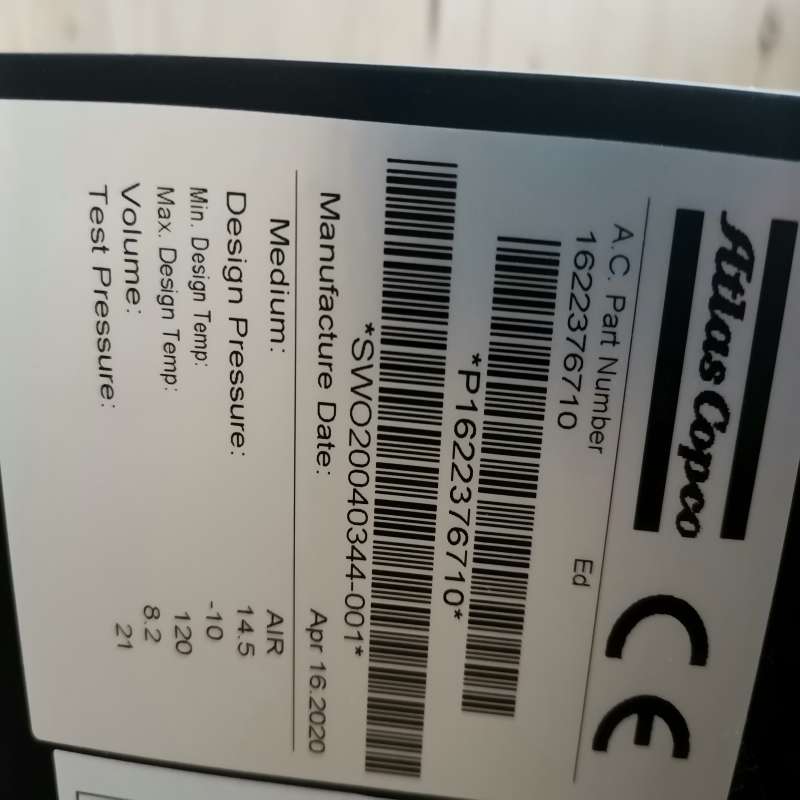 Atlas Copco
CE
A.C. Part Number Ed
1622376710
*P1622376710*
*SWO20040344-001*
Manufacture Date: Apr 16.2020
Medium: AIR
Design Pressure: 14.5
Min. Design Temp: -10
Max. Design Temp: 120
Volume: 8.2
Test Pressure: 21